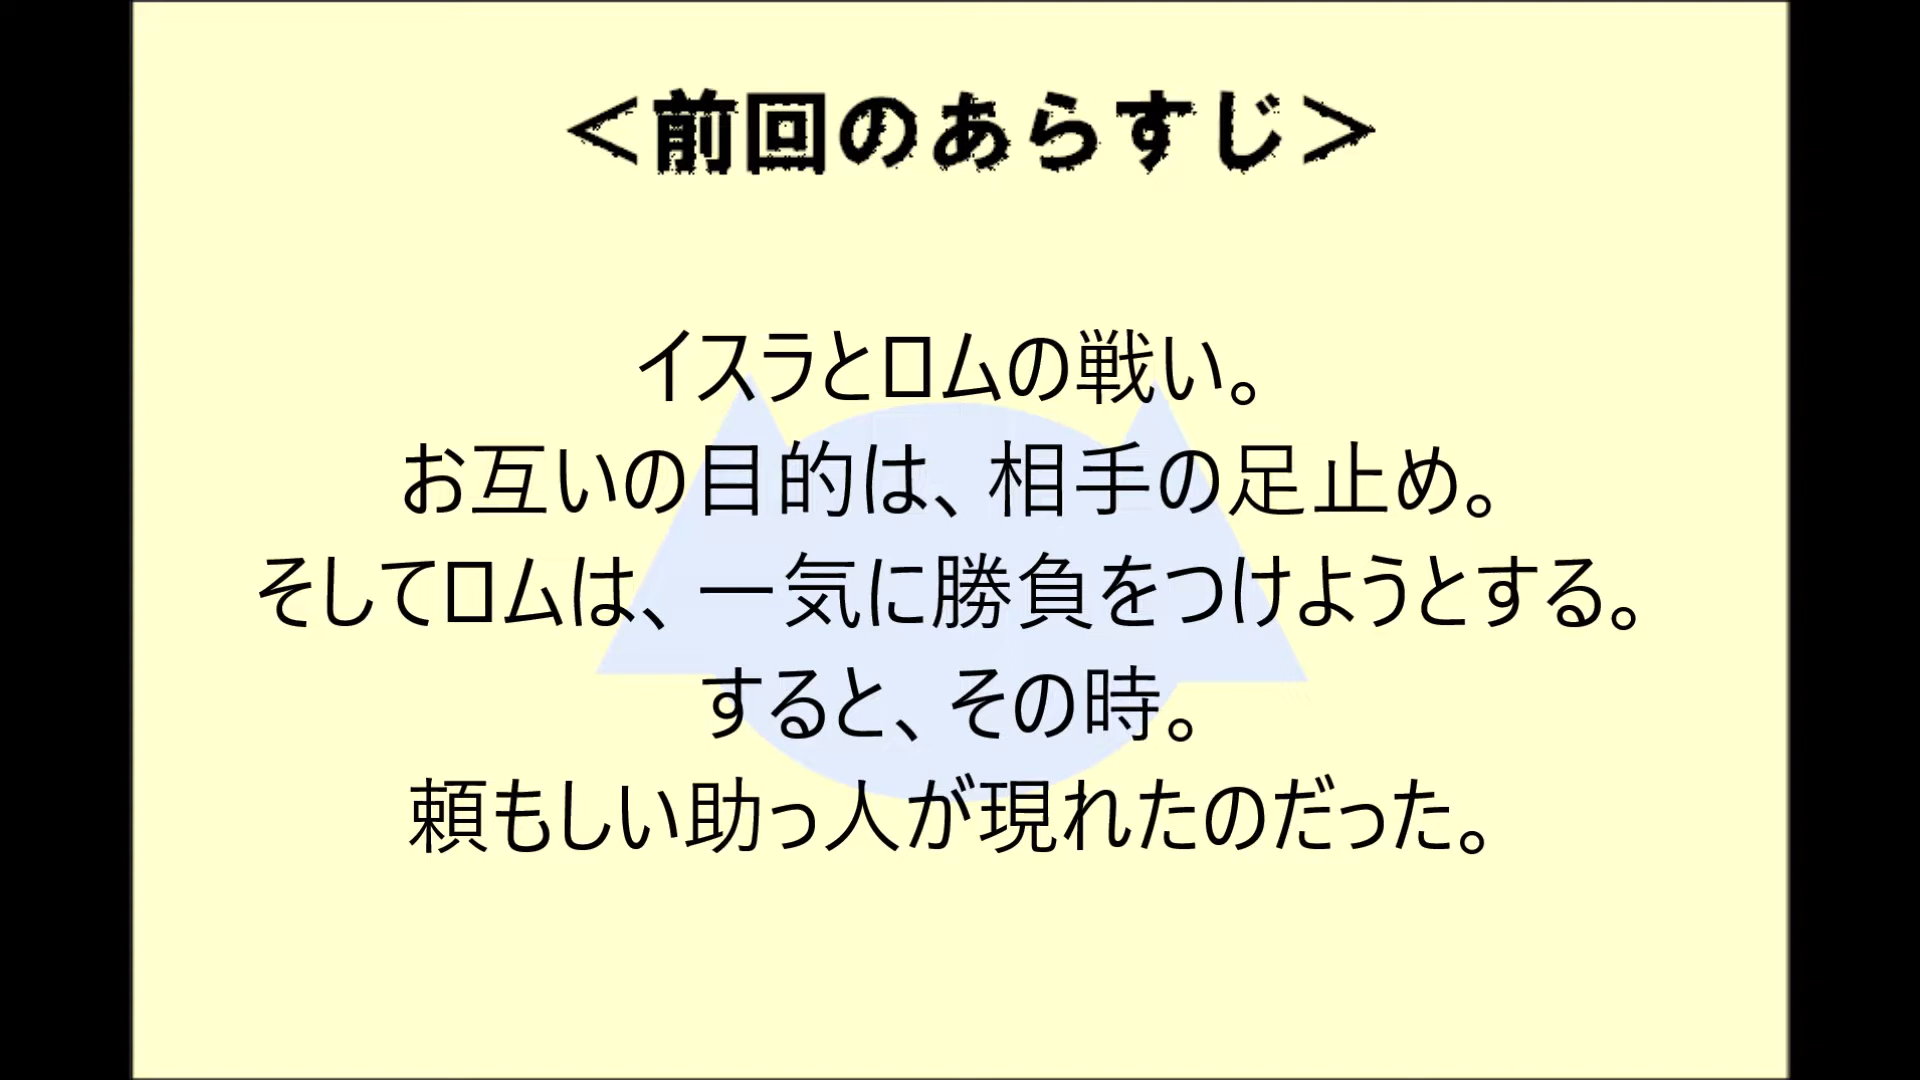 ＜前回のあらすじ＞
イスラとロムの戦い。
お互いの目的は、相手の足止め。
そしてロムは、一気に勝負をつけようとする。
すると、その時。
頼もしい助っ人が現れたのだった。